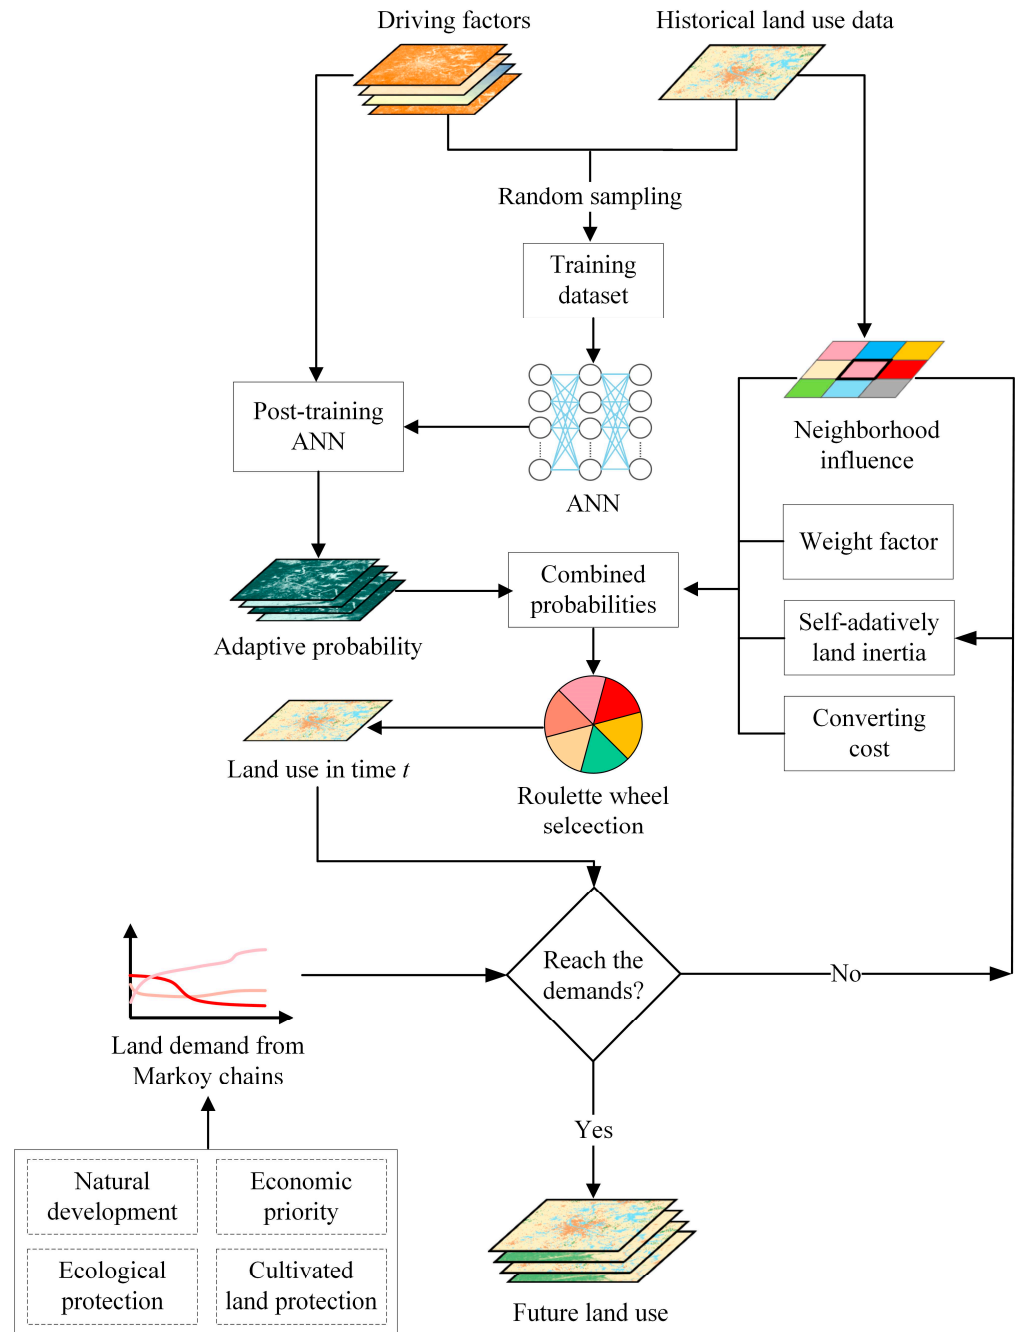 Driving factors
Historical land use data
Random sampling
Training
dataset
Post-training
ANN
ANN
Neighborhood
influence
Weight factor
Combined
probabilities
Adaptive probability
Self-adatively
land inertia
Converting
cost
Land use in time t
Roulette wheel
selcection
Reach the
demands?
No
Land demand from
Markoy chains
Yes
Natural
development
Economic
priority
Ecological
protection
Cultivated
land protection
Future land use